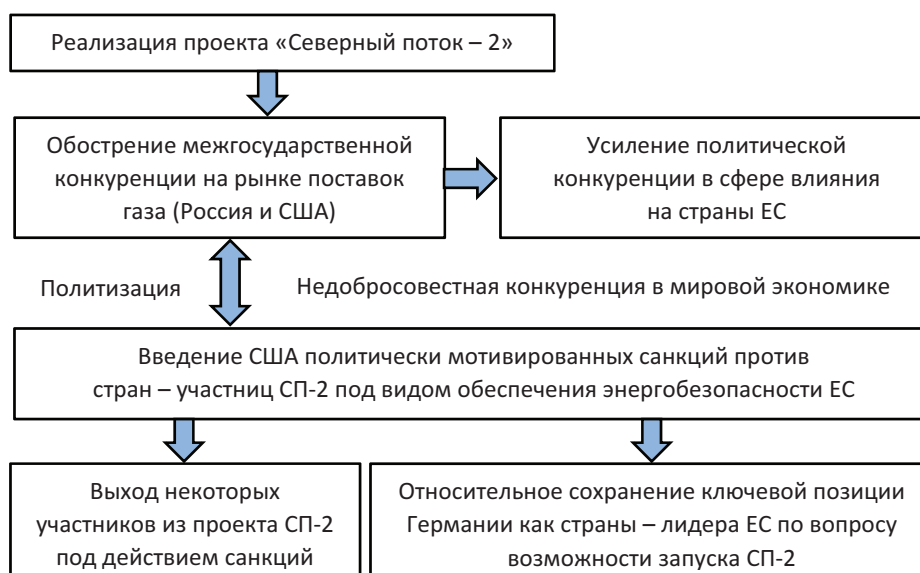 Реализация проекта «Северный поток – 2»
Обострение межгосударственной
конкуренции на рынке поставок
газа (Россия и США)
Усиление политической
конкуренции в сфере влияния
на страны ЕС
Политизация
Недобросовестная конкуренция в мировой экономике
Введение США политически мотивированных санкций против
стран – участниц СП-2 под видом обеспечения энергобезопасности ЕС
Выход некоторых
участников из проекта СП-2
под действием санкций
Относительное сохранение ключевой позиции
Германии как страны – лидера ЕС по вопросу
возможности запуска СП-2